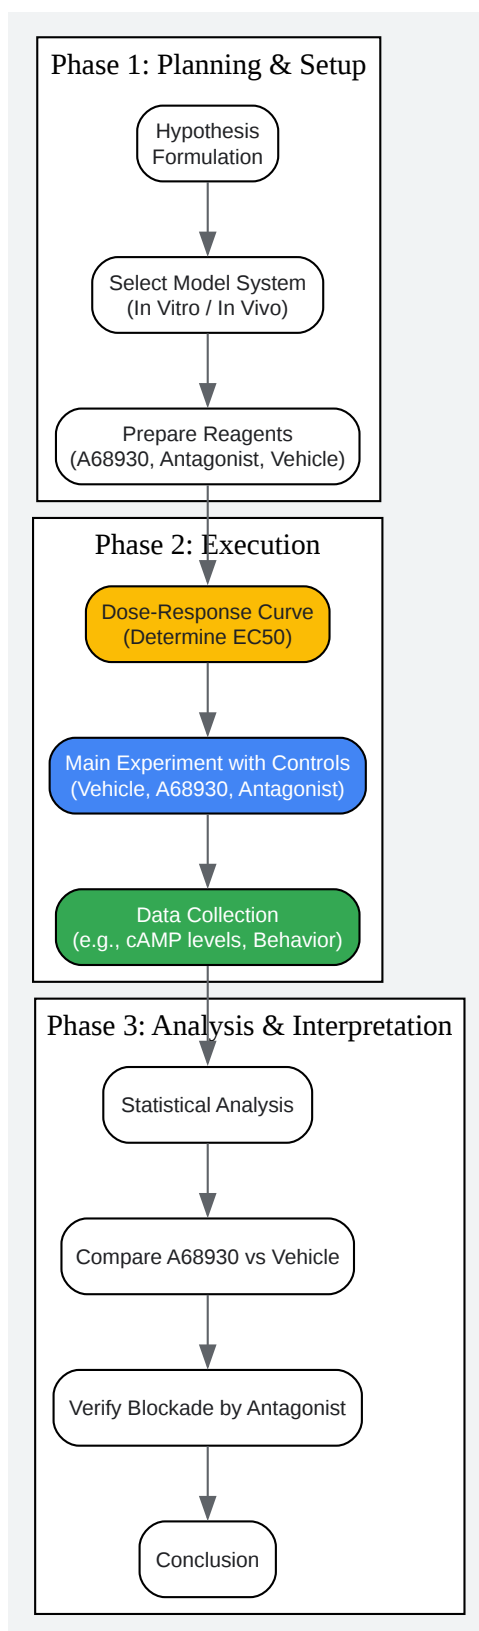 Phase 1: Planning & Setup
Hypothesis
Formulation
Select Model System
(In Vitro / In Vivo)
Prepare Reagents
(A68930, Antagonist, Vehicle)
Phase 2: Execution
Dose-Response Curve
(Determine EC50)
Main Experiment with Controls
(Vehicle, A68930, Antagonist)
Data Collection
(e.g., cAMP levels, Behavior)
Phase 3: Analysis & Interpretation
Statistical Analysis
Compare A68930 vs Vehicle
Verify Blockade by Antagonist
Conclusion